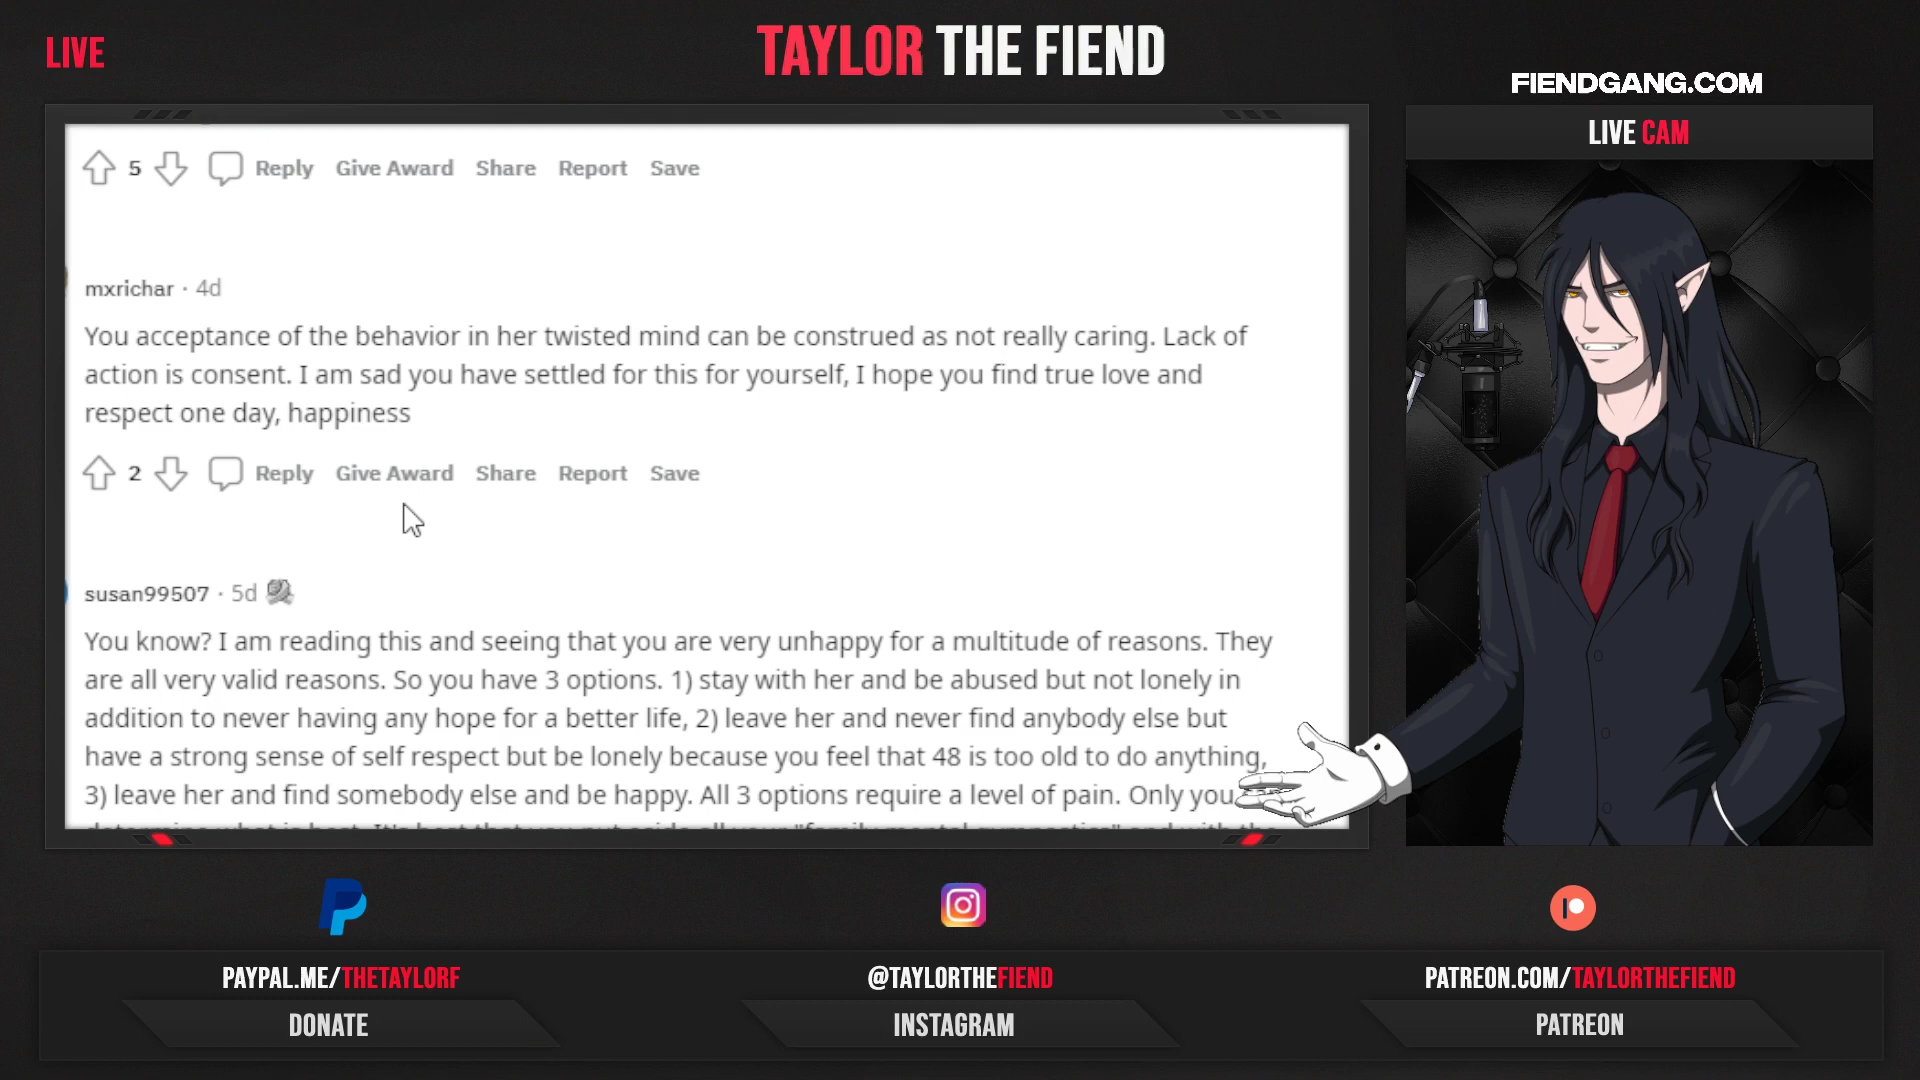 LIVE
TAYLOR THE FIEND
FIENDGANG.COM
LIVE CAM
5 Reply Give Award Share Report Save
mxrichar · 4d
You acceptance of the behavior in her twisted mind can be construed as not really caring. Lack of
action is consent. I am sad you have settled for this for yourself, I hope you find true love and
respect one day, happiness
2 Reply Give Award Share Report Save
susan99507 · 5d
You know? I am reading this and seeing that you are very unhappy for a multitude of reasons. They
are all very valid reasons. So you have 3 options. 1) stay with her and be abused but not lonely in
addition to never having any hope for a better life, 2) leave her and never find anybody else but
have a strong sense of self respect but be lonely because you feel that 48 is too old to do anything,
3) leave her and find somebody else and be happy. All 3 options require a level of pain. Only you
PAYPAL.ME/THETAYLORF
DONATE
@TAYLORTHEFIEND
INSTAGRAM
PATREON.COM/TAYLORTHEFIEND
PATREON